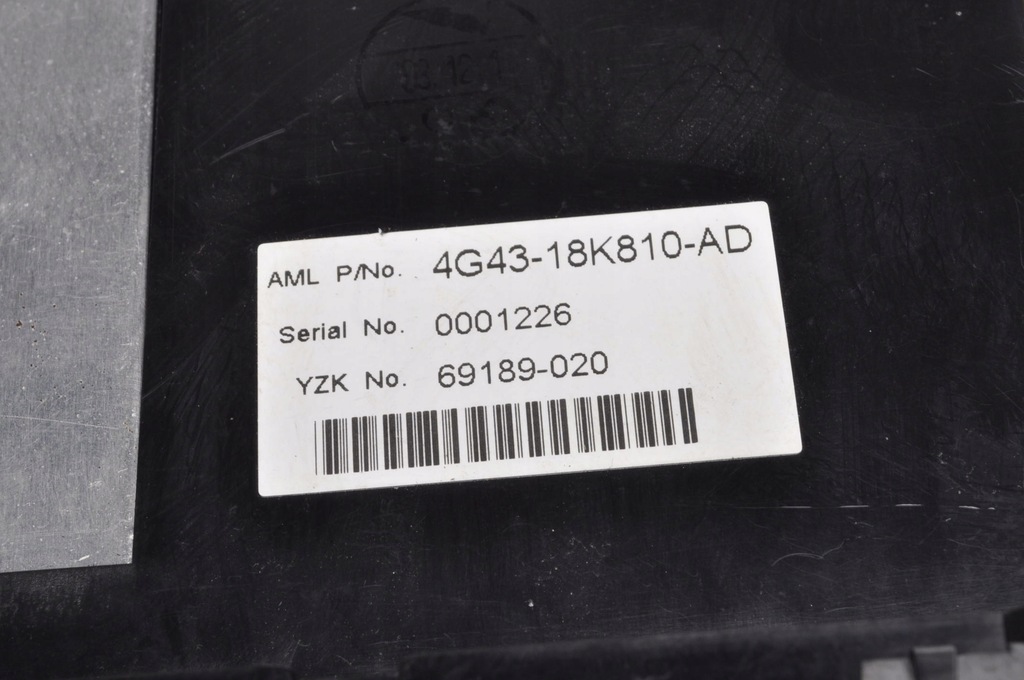 AML P/No. 4G43-18K810-AD
Serial No. 0001226
YZK No. 69189-020